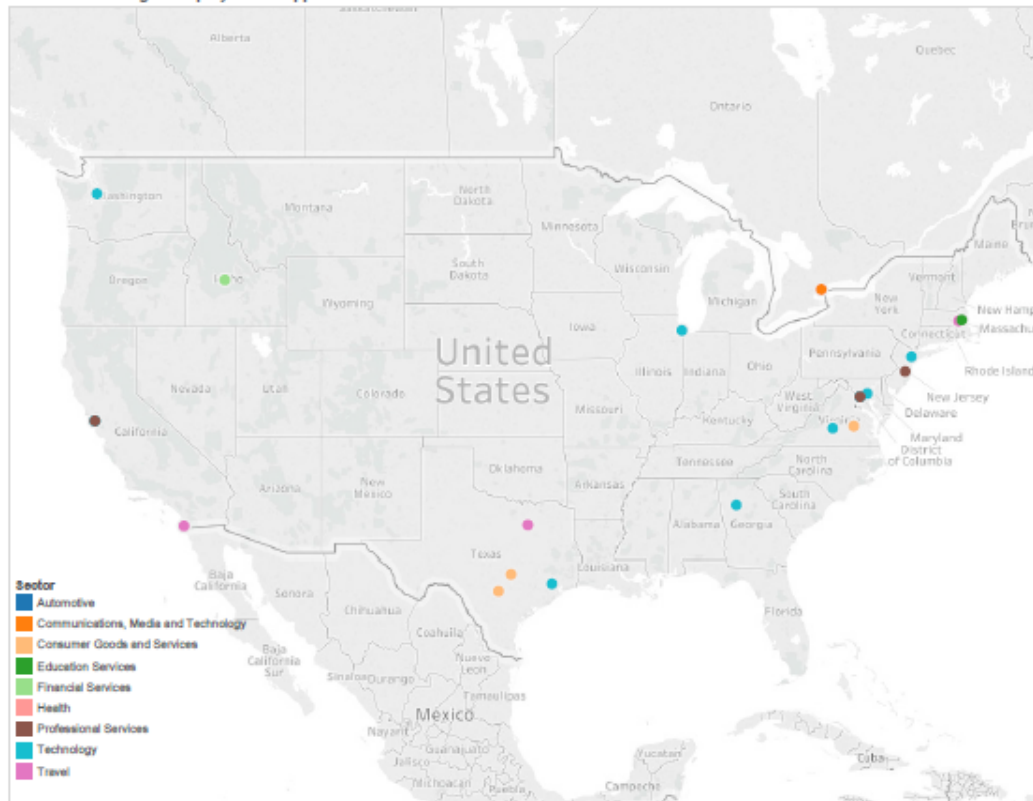 Saskatchewan
Alberta
Quebec
Ontario
Washington
Montana
North
Dakota
Minnesota
Maine
Oregon
South
Dakota
Wisconsin
Vermont
Wyoming
Michigan
New
York
New Hamp
Massachu
Connecticut
Iowa
United
States
Pennsylvania
Rhode Island
Nevada
Utah
Colorado
Illinois
Indiana
Ohio
New Jersey
West
Virginia
Delaware
California
Missouri
Kentucky
Maryland
District
of Columbia
Tennessee
North
Carolina
Arizona
New
Mexico
Oklahoma
Arkansas
South
Carolina
Alabama
Georgia
Texas
Louisiana
Baja
California
Sonora
Chihuahua
Florida
Coahuila
Baja
California
Sur
Nuevo
Leon
Sinaloa
Durango
Tamaulipas
Mexico
Nayarit
Guanajuato
Jalisco
Yucatan
Cuba
Michoacan
Puebla
Campeche
Sector
Automotive
Communications, Media and Technology
Consumer Goods and Services
Education Services
Financial Services
Health
Professional Services
Technology
Travel